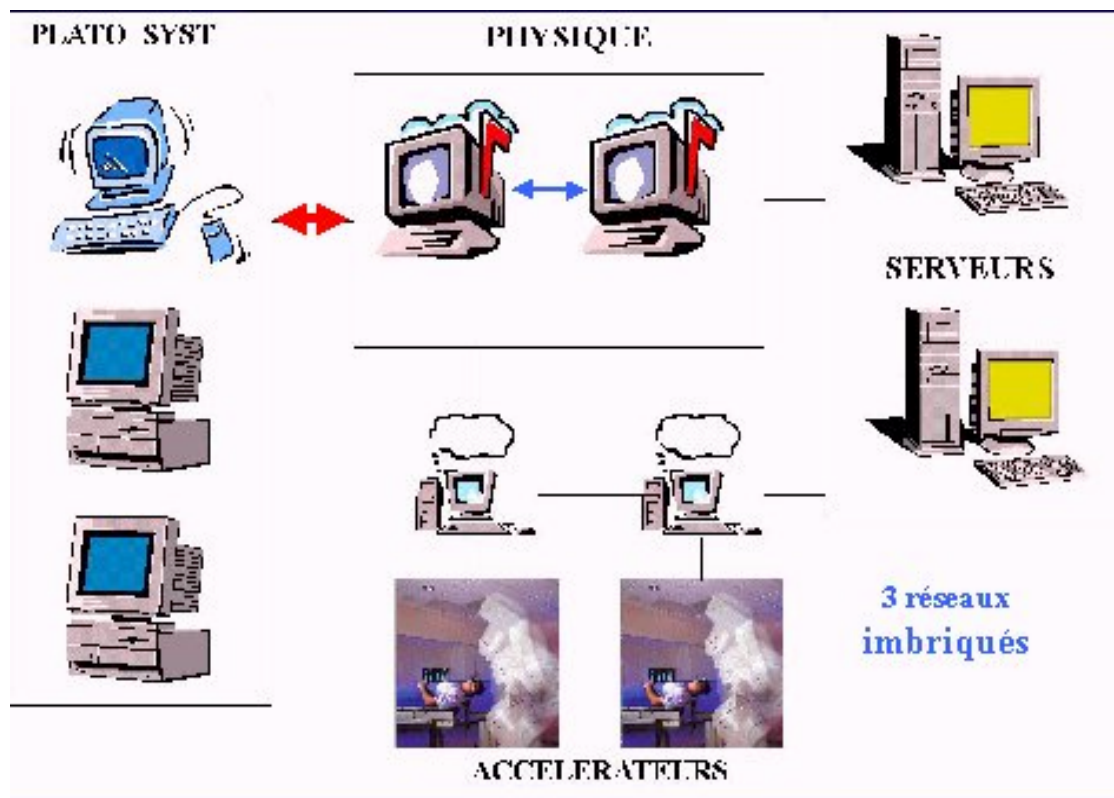 PLATO SYST
PHYSIQUE
SERVEURS
3 réseaux
imbriqués
ACCELERATEURS